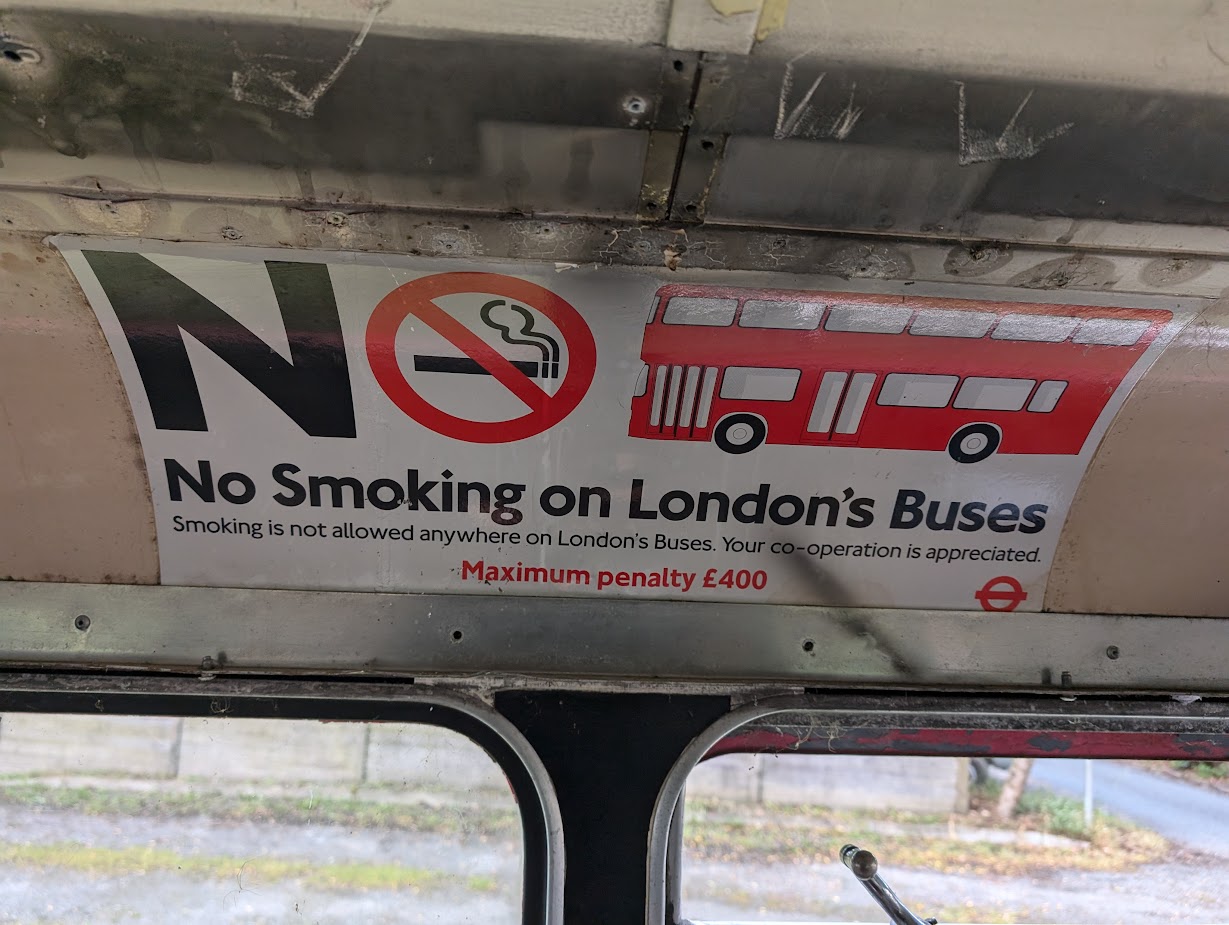 NO
No Smoking on London's Buses
Smoking is not allowed anywhere on London's Buses. Your co-operation is appreciated.
Maximum penalty £400